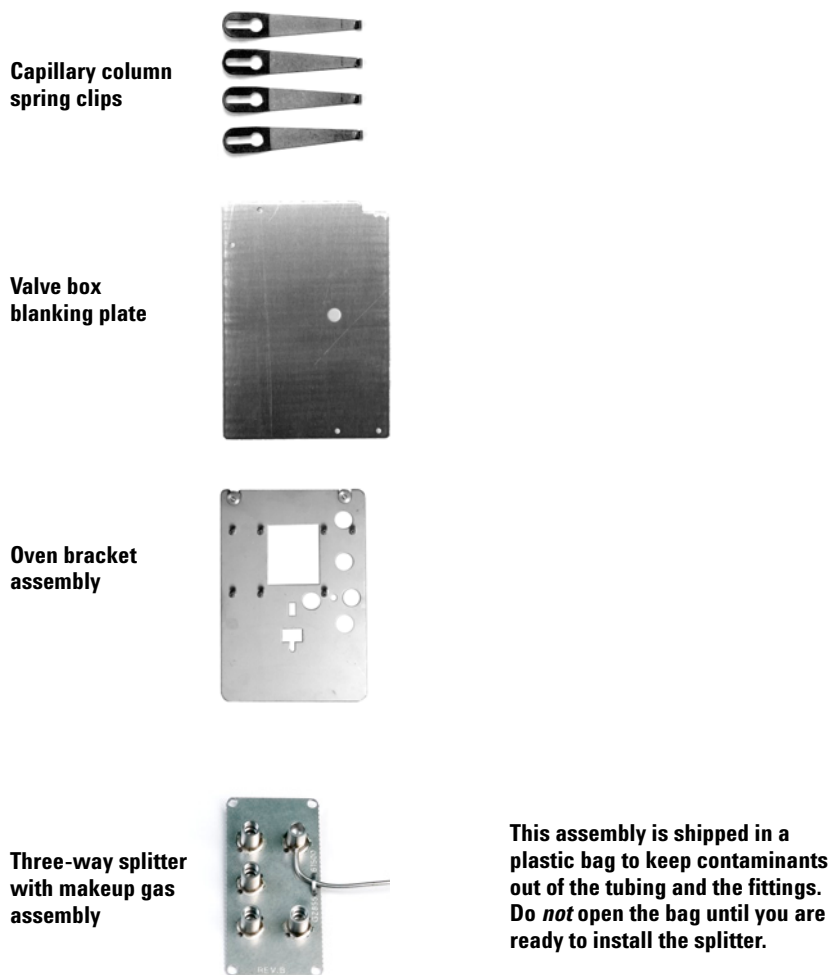 Capillary column
spring clips
Valve box
blanking plate
Oven bracket
assembly
Three-way splitter
with makeup gas
assembly
This assembly is shipped in a
plastic bag to keep contaminants
out of the tubing and the fittings.
Do not open the bag until you are
ready to install the splitter.
REV.B